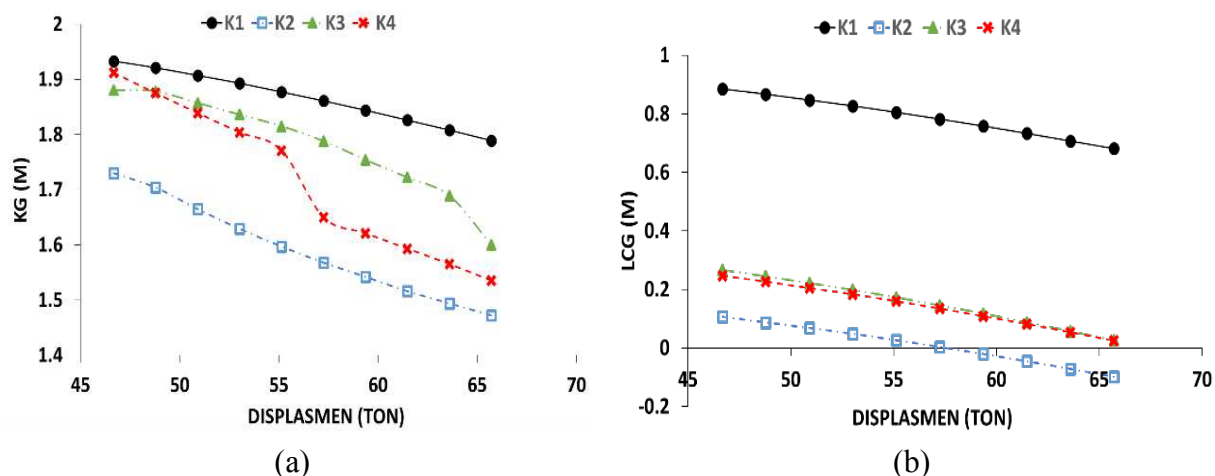 K1 K2 K3 K4
2
1.9
1.8
1.7
1.6
1.5
1.4
KG (M)
45 50 55 60 65 70
DISPLASMEN (TON)
(a)
K1 K2 K3 K4
1
0.8
0.6
0.4
0.2
0
-0.2
LCG (M)
45 50 55 60 65 70
DISPLASMEN (TON)
(b)